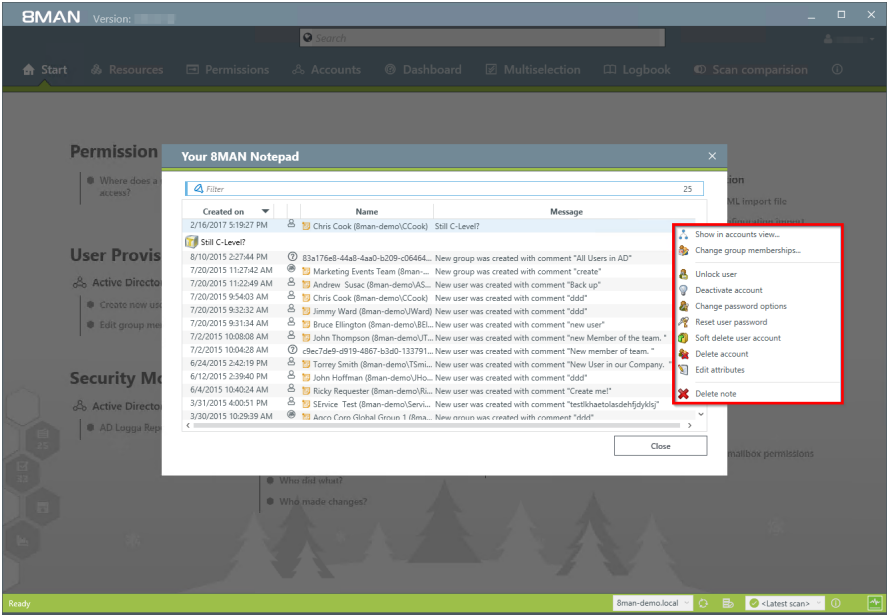 8MAN Version:
Search
Start Resources Permissions Accounts Dashboard Multiselection Logbook Scan comparision
Permission
Where does a
access?
User Provis
Active Directo
Create new use
Edit group me
Security Mo
Active Directo
AD Logga Rep
25
33
Your 8MAN Notepad
Filter 25
Created on Name Message
2/16/2017 5:19:27 PM Chris Cook (8man-demo\CCook) Still C-Level?
Still C-Level?
8/10/2015 2:27:44 PM 83a176e8-44a8-4aa0-b209-c06464... New group was created with comment "All Users in AD"
7/20/2015 11:27:42 AM Marketing Events Team (8man-... New group was created with comment "create"
7/20/2015 11:22:49 AM Andrew Susac (8man-demo\AS... New user was created with comment "Back up"
7/20/2015 9:54:03 AM Chris Cook (8man-demo\CCook) New user was created with comment "ddd"
7/20/2015 9:32:32 AM Jimmy Ward (8man-demo\JWard) New user was created with comment "ddd"
7/20/2015 9:31:34 AM Bruce Ellington (8man-demo\BEl... New user was created with comment "new user"
7/2/2015 10:08:08 AM John Thompson (8man-demo\JT... New user was created with comment "new Member of the team. "
7/2/2015 10:04:28 AM c9ec7de9-d919-4867-b3d0-133791... New user was created with comment "New member of team. "
6/24/2015 2:42:19 PM Torrey Smith (8man-demo\TSmi... New user was created with comment "New User in our Company. "
6/12/2015 2:39:40 PM John Hoffman (8man-demo\JHo... New user was created with comment "ddd"
6/4/2015 10:40:24 AM Ricky Requester (8man-demo\Ri... New user was created with comment "Create me!"
3/31/2015 4:00:51 PM SErvice Test (8man-demo\Servi... New user was created with comment "testlkhaetolasdehfjdyklsj"
3/30/2015 10:29:39 AM Apco Corp Global Group 1 (8ma... New group was created with comment "ddd"
Close
Show in accounts view...
Change group memberships...
Unlock user
Deactivate account
Change password options
Reset user password
Soft delete user account
Delete account
Edit attributes
Delete note
ion
ML import file
nfiguration import
mailbox permissions
Who did what?
Who made changes?
Ready 8man-demo.local <Latest scan>